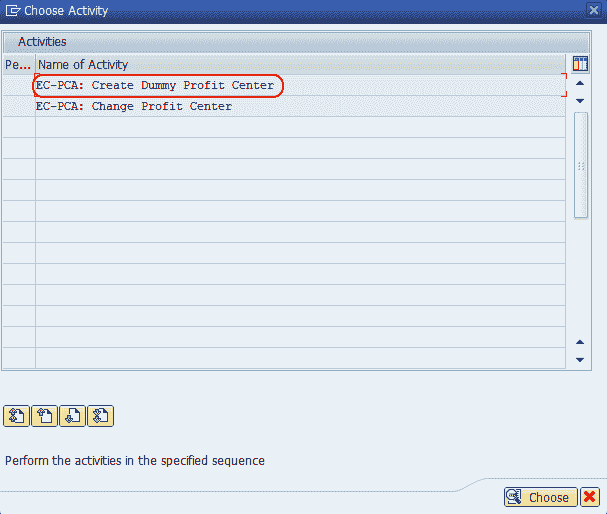 Choose Activity
Activities
Pe... Name of Activity
EC-PCA: Create Dummy Profit Center
EC-PCA: Change Profit Center
Perform the activities in the specified sequence
Choose